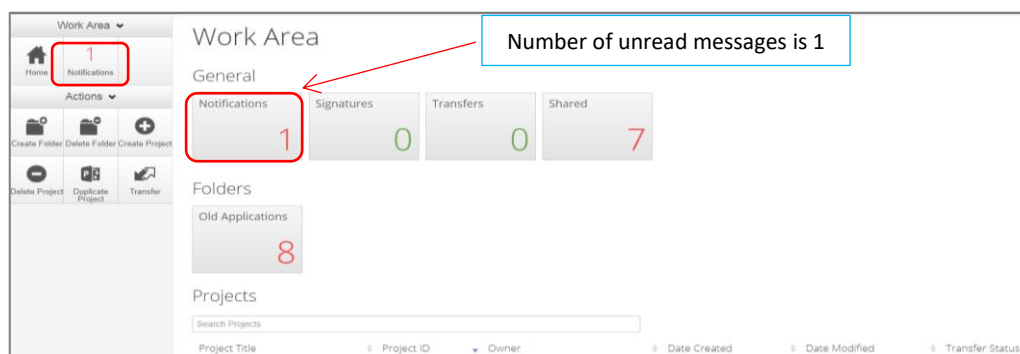 Work Area
1
Home Notifications
Actions
Create Folder Delete Folder Create Project
Delete Project Duplicate Project Transfer
Work Area
Number of unread messages is 1
General
Notifications Signatures Transfers Shared
1 0 0 7
Folders
Old Applications
8
Projects
Search Projects
Project Title Project ID Owner Date Created Date Modified Transfer Status